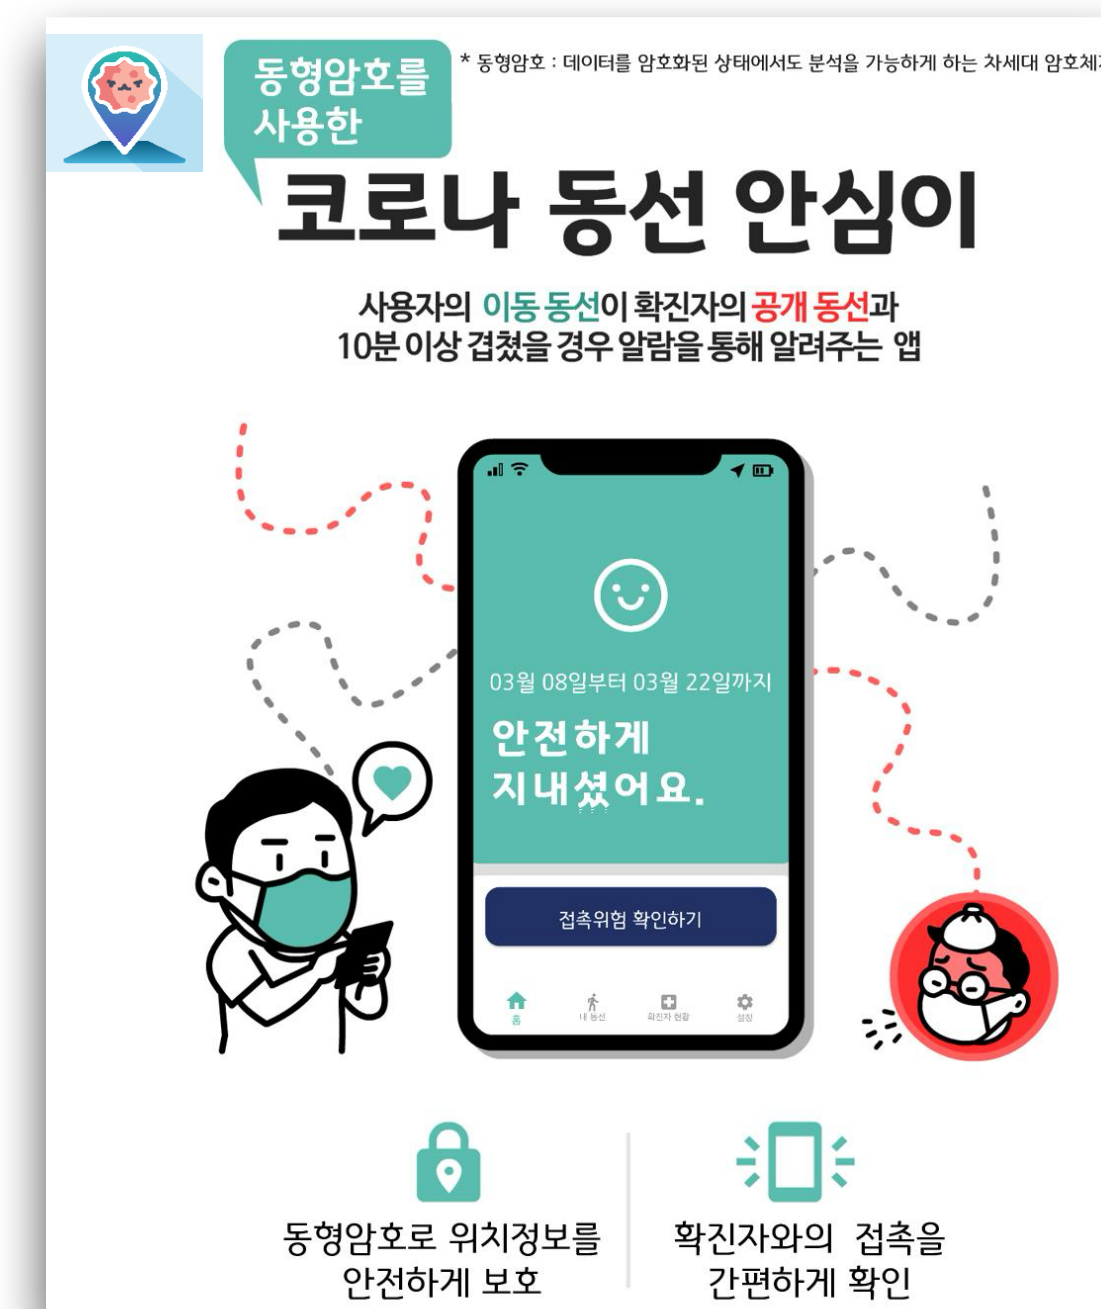 동형암호를
사용한
* 동형암호 : 데이터를 암호화된 상태에서도 분석을 가능하게 하는 차세대 암호체
코로나 동선 안심이
사용자의 이동 동선이 확진자의 공개 동선과
10분 이상 겹쳤을 경우 알람을 통해 알려주는 앱
03월 08일부터 03월 22일까지
안전하게
지내셨어요.
접촉위험 확인하기
홈 내 동선 확진자 현황 설정
동형암호로 위치정보를
안전하게 보호
확진자와의 접촉을
간편하게 확인